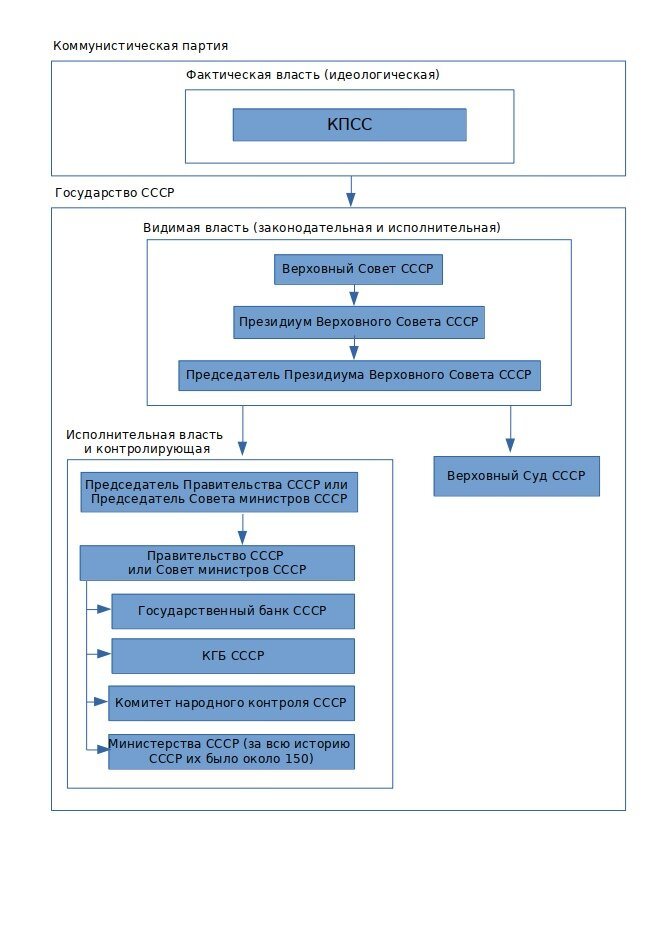 Коммунистическая партия
Фактическая власть (идеологическая)
КПСС
Государство СССР
Видимая власть (законодательная и исполнительная)
Верховный Совет СССР
Президиум Верховного Совета СССР
Председатель Президиума Верховного Совета СССР
Исполнительная власть
и контролирующая
Верховный Суд СССР
Председатель Правительства СССР или
Председатель Совета министров СССР
Правительство СССР
или Совет министров СССР
Государственный банк СССР
КГБ СССР
Комитет народного контроля СССР
Министерства СССР (за всю историю
СССР их было около 150)